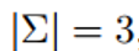 |Σ| = 3.